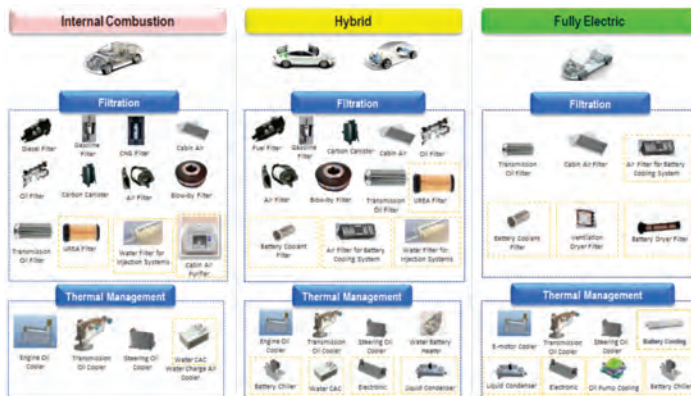 Internal Combustion
Filtration
Diesel Filter
Gasoline
Filter
CNG Filter
Cabin Air
Oil Filter
Carbon Canister
Air Filter
Blow-by Filter
Transmission
Oil Filter
UREA Filter
Water Filter for
Injection Systems
Cabin Air
Purifier
Thermal Management
Engine Oil
Cooler
Transmission
Oil Cooler
Steering Oil
Cooler
Water CAC
Water Charge Air
Cooler
Hybrid
Filtration
Fuel Filter
Gasoline
Filter
Carbon Canister
Cabin Air
Oil Filter
Air Filter
Blow-by Filter
Transmission
Oil Filter
UREA Filter
Battery Coolant
Filter
Air Filter for Battery
Cooling System
Water Filter for
Injection Systems
Thermal Management
Engine Oil
Cooler
Transmission
Oil Cooler
Steering Oil
Cooler
Water Battery
Heater
Battery Chiller
Water CAC
Electronic
Liquid Condenser
Fully Electric
Filtration
Transmission
Oil Filter
Cabin Air Filter
Air Filter for Battery
Cooling System
Battery Coolant
Filter
Ventilation
Dryer Filter
Battery Dryer Filter
Thermal Management
E-motor Cooler
Transmission
Oil Cooler
Steering Oil
Cooler
Battery Cooling
Liquid Condenser
Electronic
Oil Pump Cooling
Battery Chiller